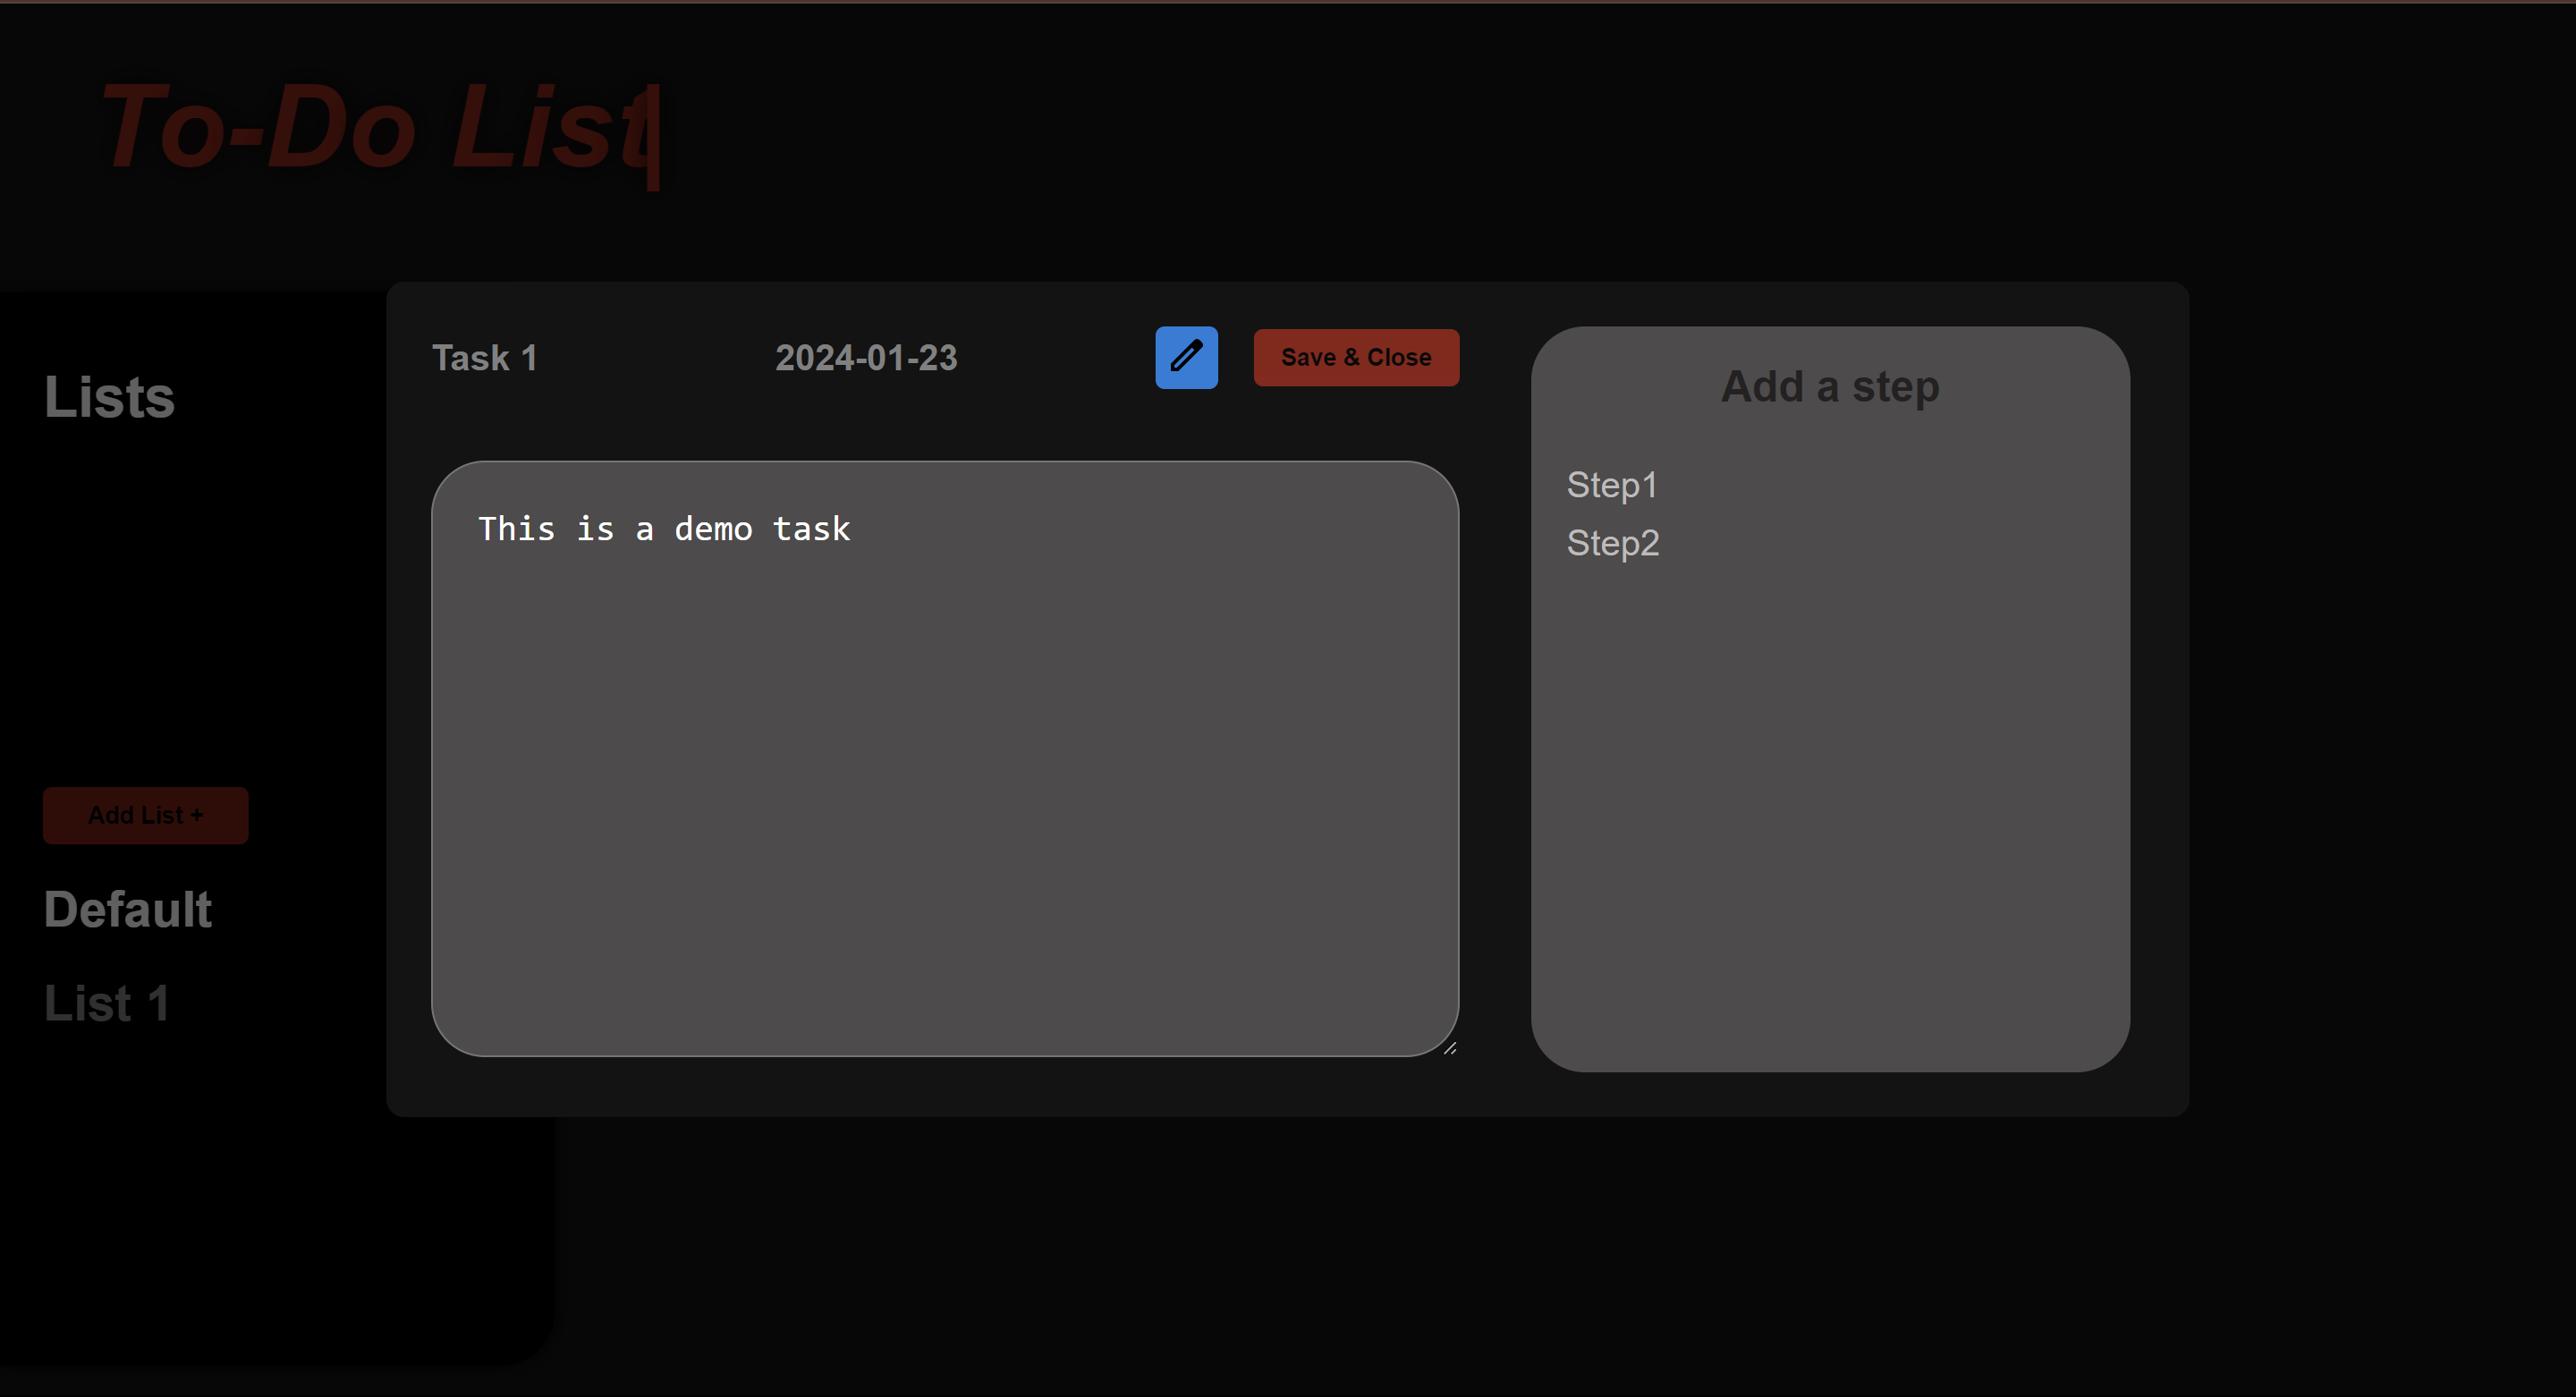 To-Do List
Lists
Add List +
Default
List 1
Task 1
2024-01-23
Save & Close
This is a demo task
Add a step
Step1
Step2